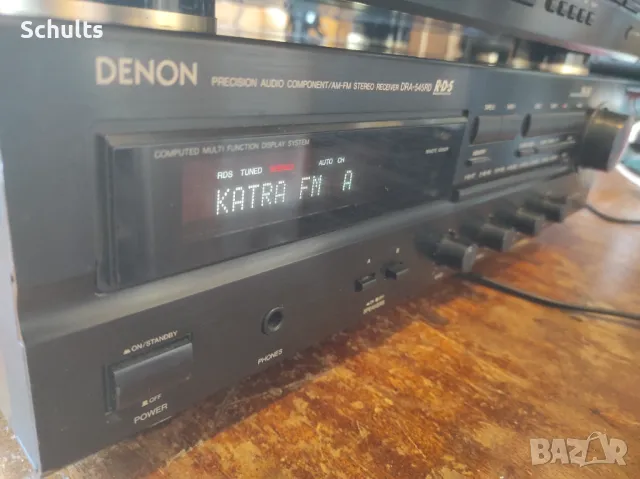 Schults
DENON
PRECISION AUDIO COMPONENT/AM-FM STEREO RECEIVER DRA-545RD R·D·S
COMPUTED MULTI FUNCTION DISPLAY SYSTEM
RDS TUNED AUTO CH
KATRA FM A
ON/STANDBY
OFF
POWER
PHONES
SPEAKERS
BAZAR